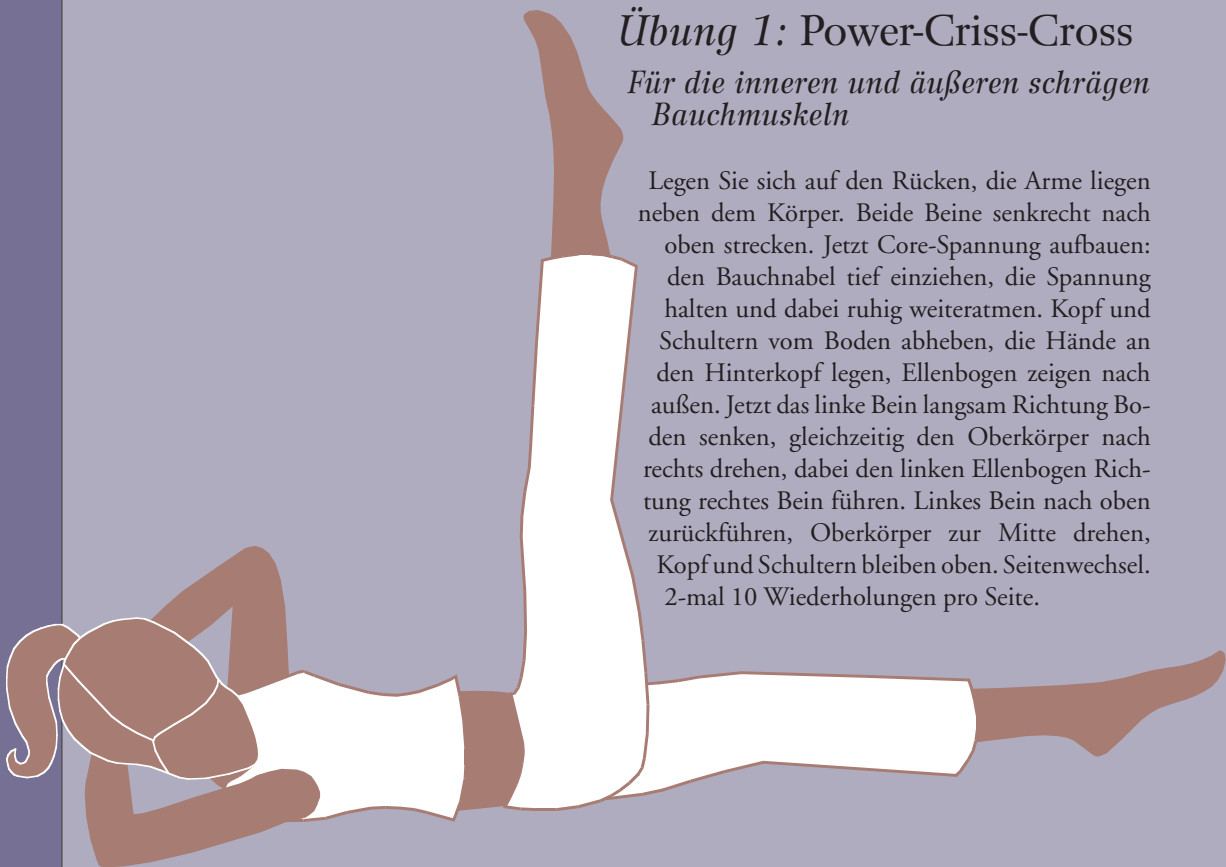 Übung 1: Power-Criss-Cross
Für die inneren und äußeren schrägen
Bauchmuskeln
Legen Sie sich auf den Rücken, die Arme liegen
neben dem Körper. Beide Beine senkrecht nach
oben strecken. Jetzt Core-Spannung aufbauen:
den Bauchnabel tief einziehen, die Spannung
halten und dabei ruhig weiteratmen. Kopf und
Schultern vom Boden abheben, die Hände an
den Hinterkopf legen, Ellenbogen zeigen nach
außen. Jetzt das linke Bein langsam Richtung Bo-
den senken, gleichzeitig den Oberkörper nach
rechts drehen, dabei den linken Ellenbogen Rich-
tung rechtes Bein führen. Linkes Bein nach oben
zurückführen, Oberkörper zur Mitte drehen,
Kopf und Schultern bleiben oben. Seitenwechsel.
2-mal 10 Wiederholungen pro Seite.